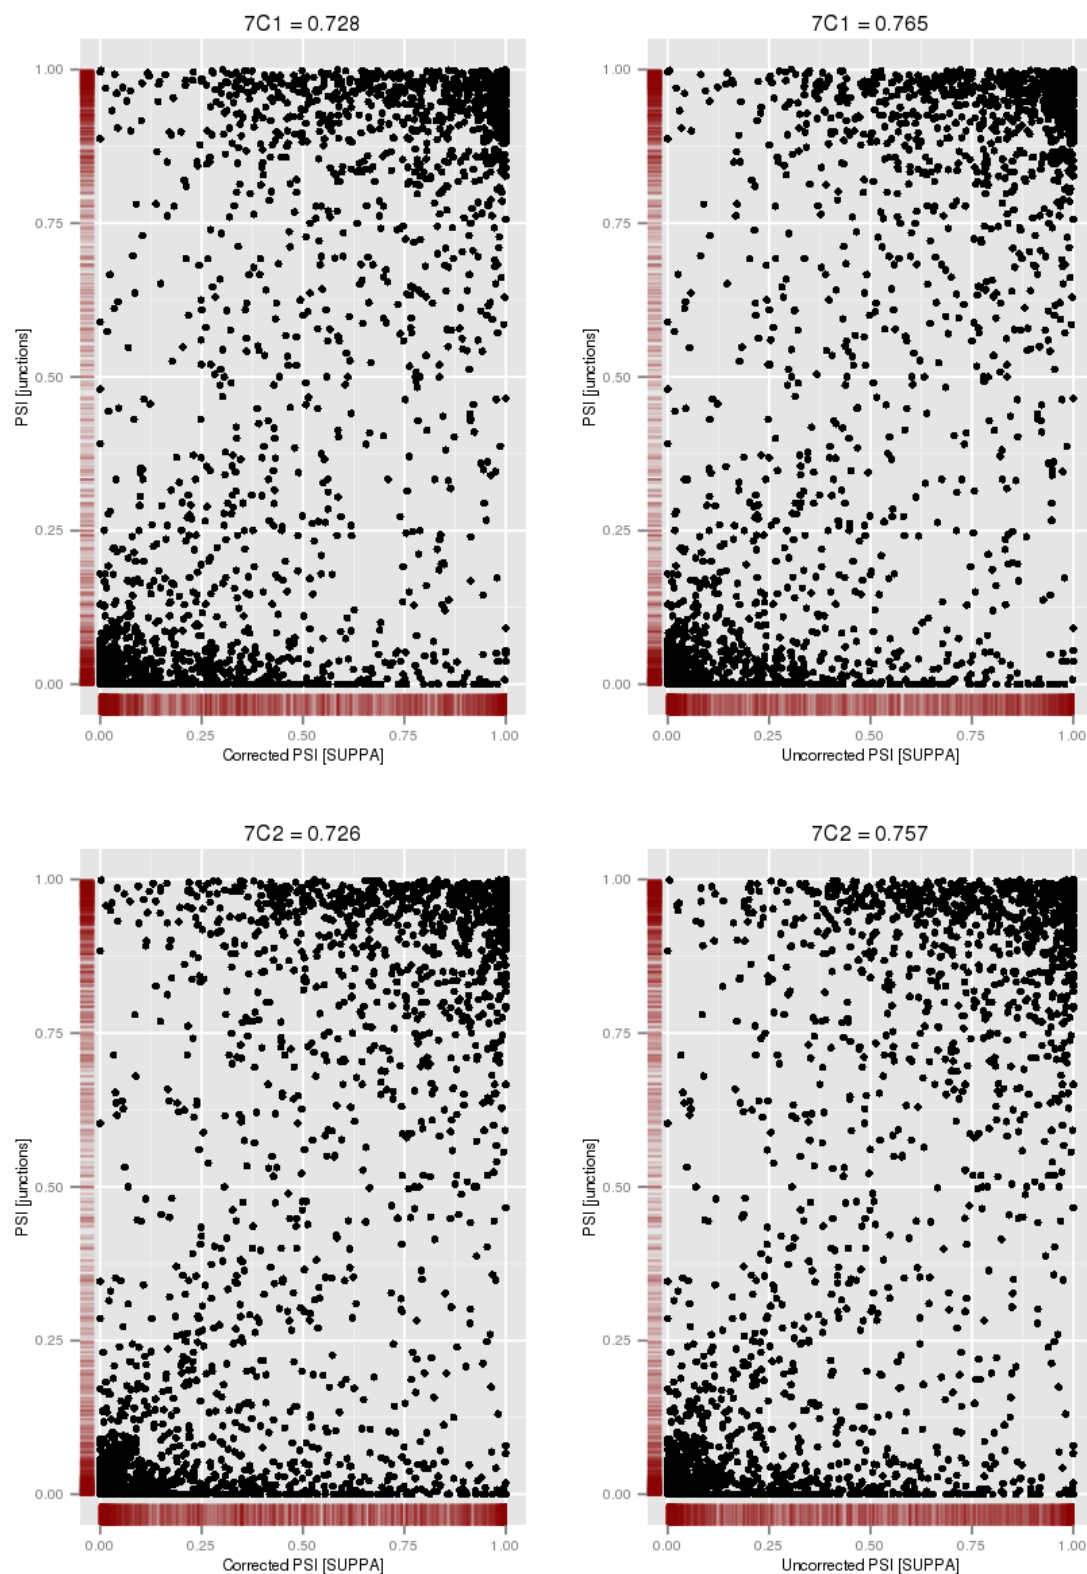 7C1 = 0.728
1.00
0.75
0.50
0.25
0.00
PSI [junctions]
0.00 0.25 0.50 0.75 1.00
Corrected PSI [SUPPA]
7C1 = 0.765
1.00
0.75
0.50
0.25
0.00
PSI [junctions]
0.00 0.25 0.50 0.75 1.00
Uncorrected PSI [SUPPA]
7C2 = 0.726
1.00
0.75
0.50
0.25
0.00
PSI [junctions]
0.00 0.25 0.50 0.75 1.00
Corrected PSI [SUPPA]
7C2 = 0.757
1.00
0.75
0.50
0.25
0.00
PSI [junctions]
0.00 0.25 0.50 0.75 1.00
Uncorrected PSI [SUPPA]